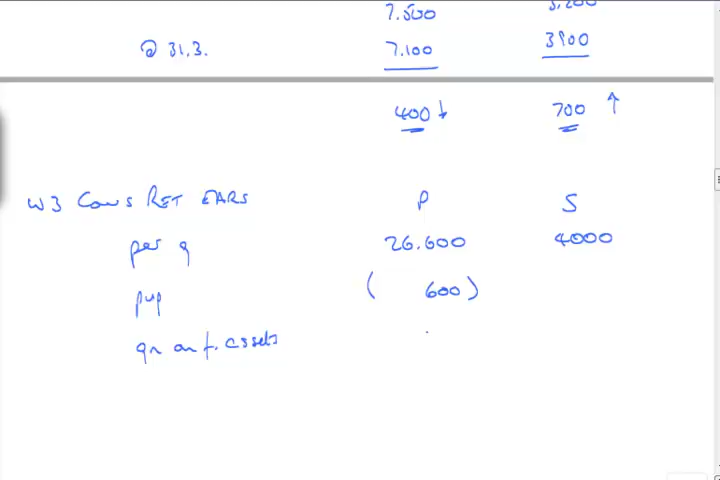 7.500
@ 31.3. 7.100 3900
400↓ 700 ↑
W3 Cons RET EARS P S
per q 26.600 4000
pup ( 600)
gn on f. assets